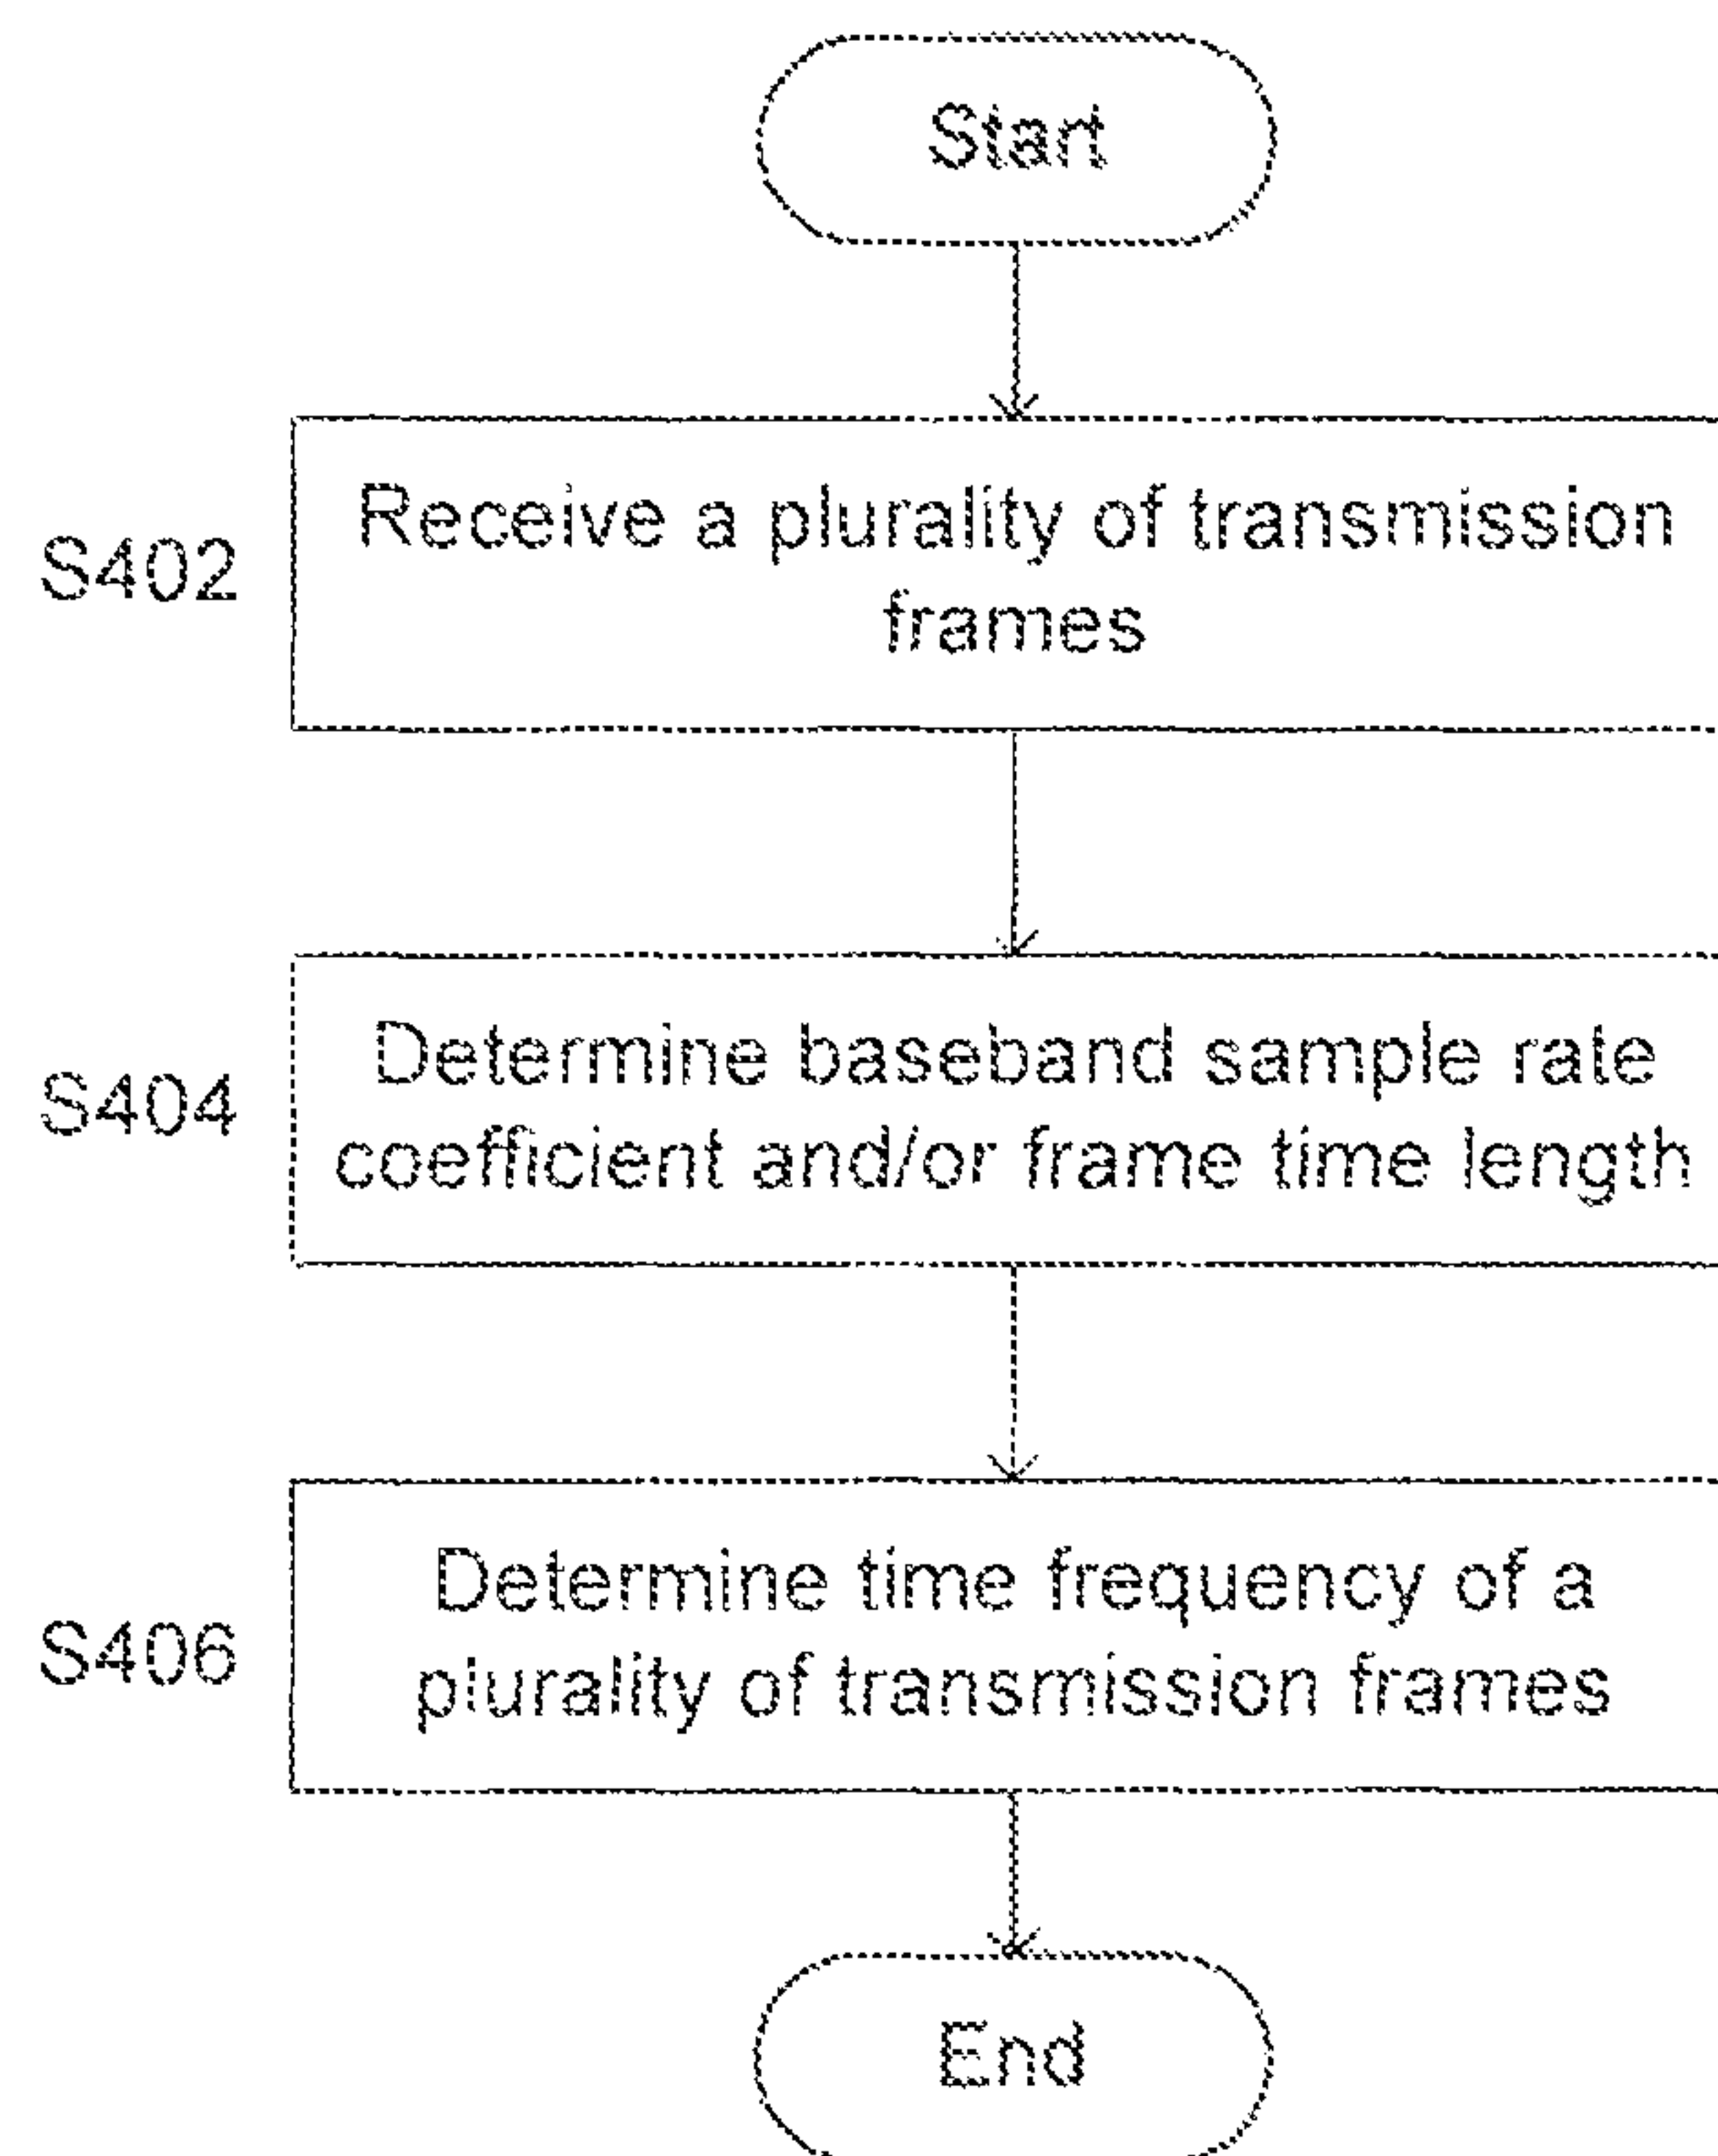 Start
S402
Receive a plurality of transmission
frames
S404
Determine baseband sample rate
coefficient and/or frame time length
S406
Determine time frequency of a
plurality of transmission frames
End